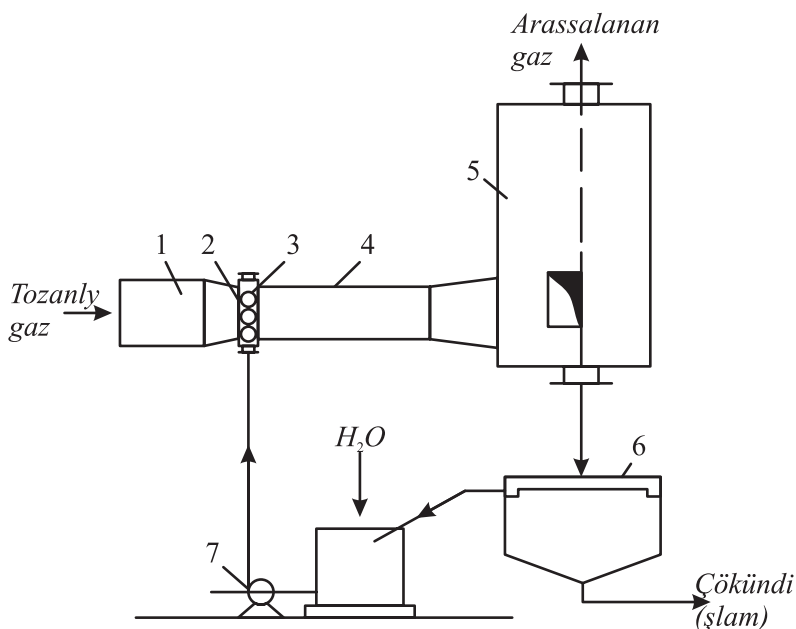 Arassalanan
gaz
5
1
2
3
4
Tozanly
gaz
H₂O
6
7
Çökündi
(şlam)